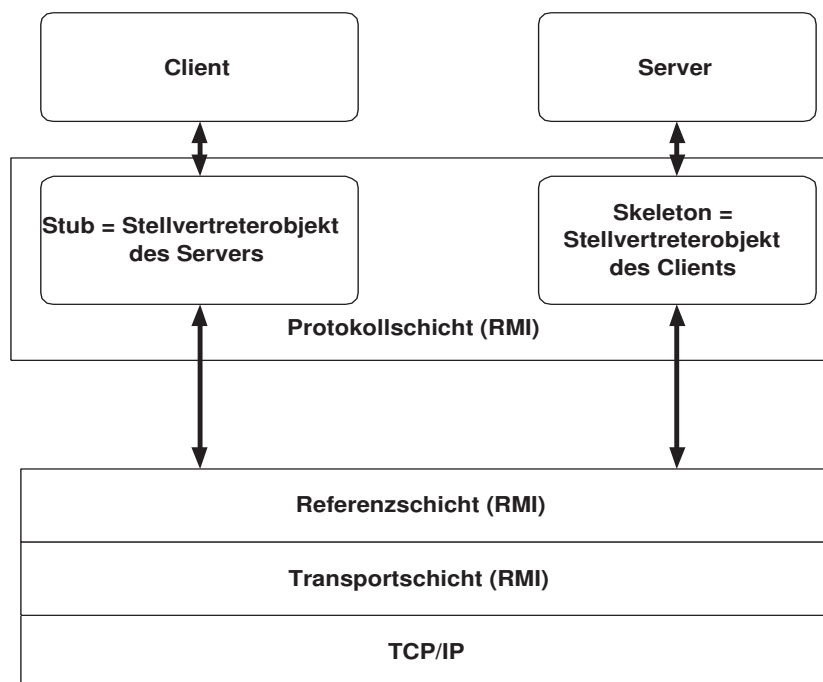 Client
Server
Stub = Stellvertreterobjekt
des Servers
Skeleton =
Stellvertreterobjekt
des Clients
Protokollschicht (RMI)
Referenzschicht (RMI)
Transportschicht (RMI)
TCP/IP